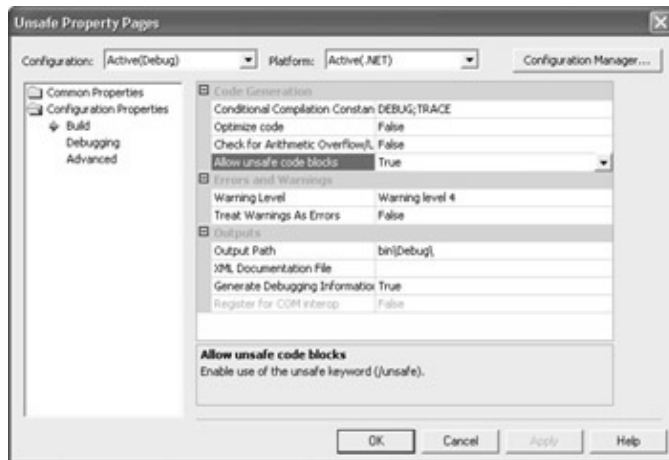 Unsafe Property Pages
Configuration: Active(Debug) Platform: Active(.NET) Configuration Manager...
Common Properties
Configuration Properties
Build
Debugging
Advanced
Code Generation
Conditional Compilation Constan DEBUG;TRACE
Optimize code False
Check for Arithmetic Overflow/U False
Allow unsafe code blocks True
Errors and Warnings
Warning Level Warning level 4
Treat Warnings As Errors False
Outputs
Output Path bin\Debug\
XML Documentation File
Generate Debugging Information True
Register for COM interop False
Allow unsafe code blocks
Enable use of the unsafe keyword (/unsafe).
OK Cancel Apply Help